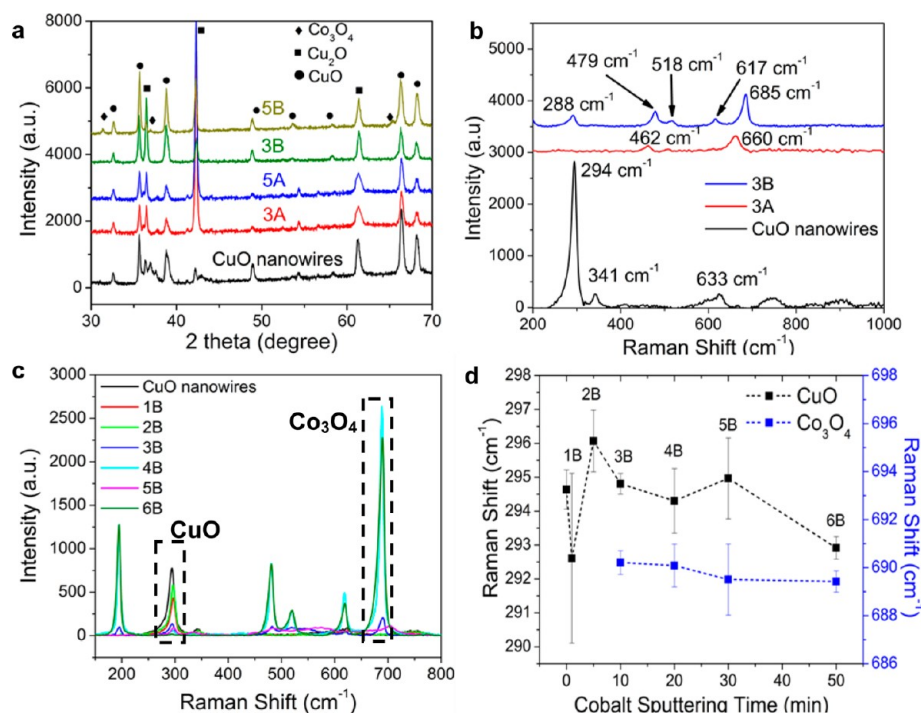 a
Co3O4
Cu2O
CuO
8000
6000
4000
2000
0
Intensity (a.u.)
5B
3B
5A
3A
CuO nanowires
30 40 50 60 70
2 theta (degree)
b
5000
4000
3000
2000
1000
0
Intensity (a.u)
479 cm-1
518 cm-1
617 cm-1
288 cm-1
685 cm-1
462 cm-1
660 cm-1
294 cm-1
3B
3A
CuO nanowires
341 cm-1
633 cm-1
200 400 600 800 1000
Raman Shift (cm-1)
c
3000
2500
2000
1500
1000
500
0
Intensity (a.u.)
CuO nanowires
1B
2B
3B
4B
5B
6B
Co3O4
CuO
200 300 400 500 600 700 800
Raman Shift (cm-1)
d
298
297
296
295
294
293
292
291
290
Raman Shift (cm-1)
2B
1B
3B
4B
5B
6B
CuO
Co3O4
698
696
694
692
690
688
686
Raman Shift (cm-1)
0 10 20 30 40 50
Cobalt Sputtering Time (min)